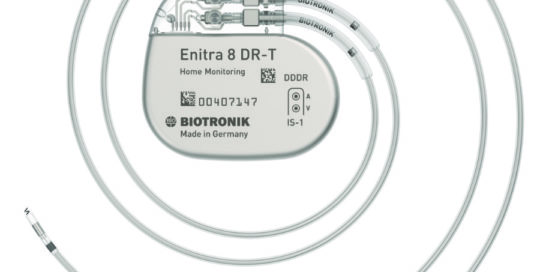 BIOTRONIK
BIOTRONIK
Enitra 8 DR-T
Home Monitoring
DDDR
00407147
A
V
IS-1
BIOTRONIK
Made in Germany